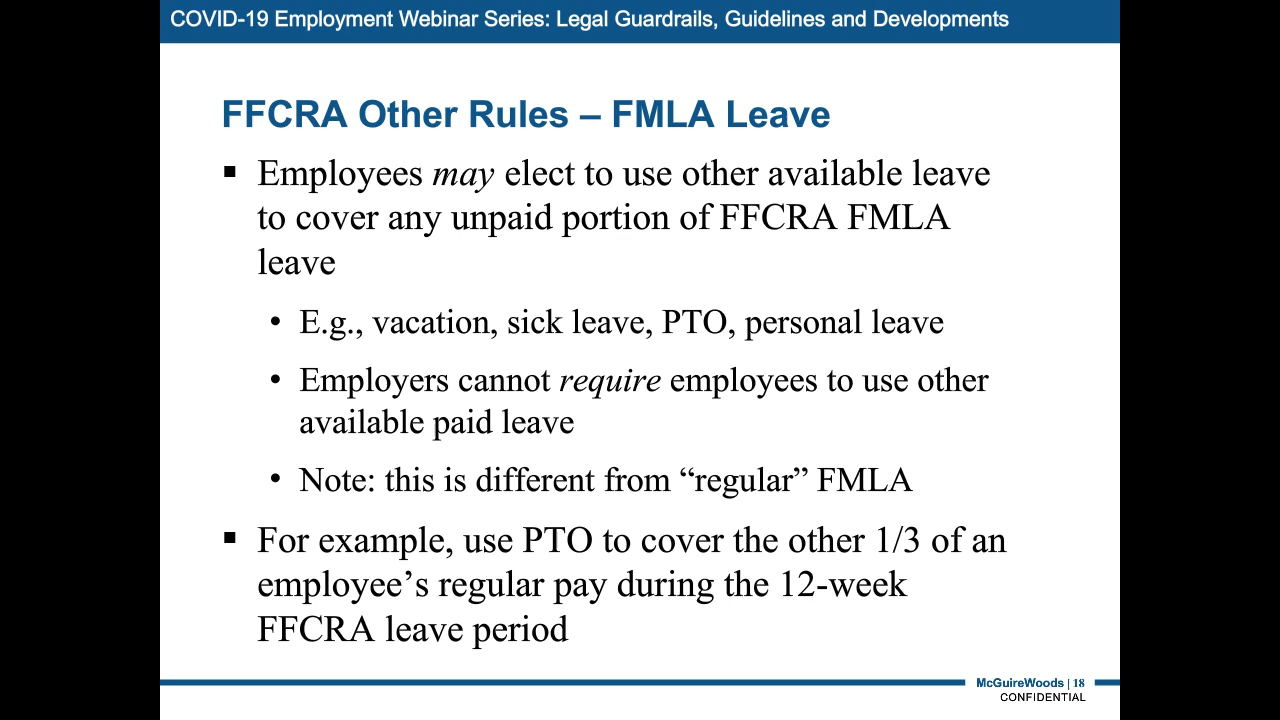 COVID-19 Employment Webinar Series: Legal Guardrails, Guidelines and Developments
FFCRA Other Rules – FMLA Leave
▪ Employees may elect to use other available leave
to cover any unpaid portion of FFCRA FMLA
leave
• E.g., vacation, sick leave, PTO, personal leave
• Employers cannot require employees to use other
available paid leave
• Note: this is different from “regular” FMLA
▪ For example, use PTO to cover the other 1/3 of an
employee’s regular pay during the 12-week
FFCRA leave period
McGuireWoods | 18
CONFIDENTIAL